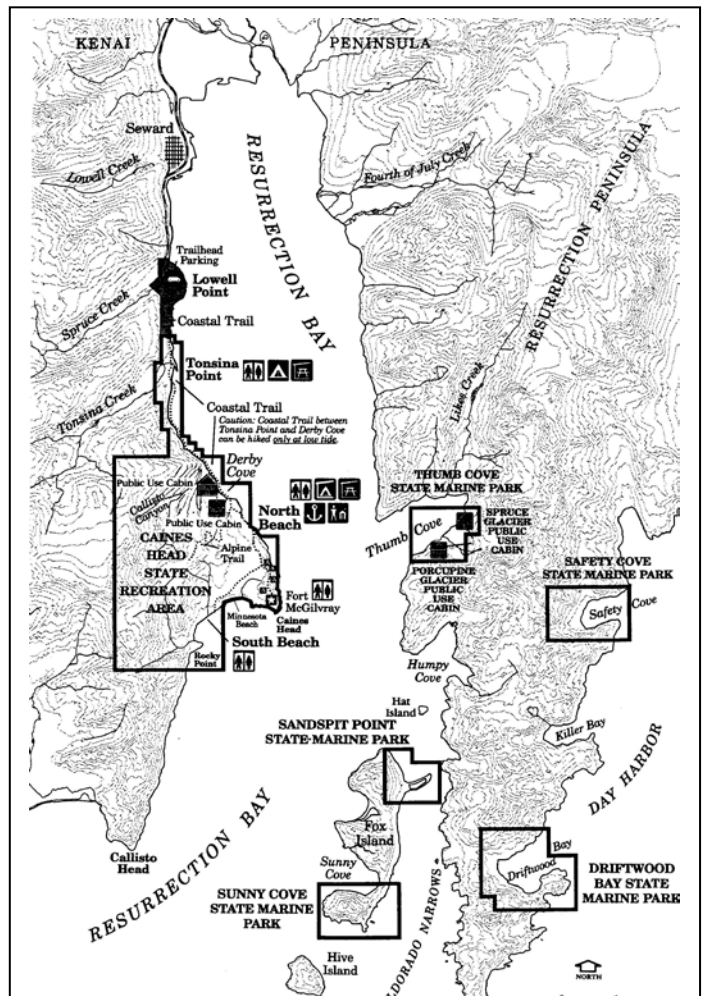 KENAI
PENINSULA
Seward
Lowell Creek
RESURRECTION BAY
Fourth of July Creek
RESURRECTION PENINSULA
Trailhead
Parking
Lowell
Point
Spruce Creek
Coastal Trail
Tonsina
Point
Likes Creek
Tonsina Creek
Coastal Trail
Caution: Coastal Trail between
Tonsina Point and Derby Cove
can be hiked only at low tide.
Derby
Cove
THUMB COVE
STATE MARINE PARK
Public Use Cabin
Callisto
Canyon
Public Use Cabin
North
Beach
Thumb Cove
SPRUCE
GLACIER
PUBLIC
USE
CABIN
CAINES
HEAD
STATE
RECREATION
AREA
Alpine
Trail
PORCUPINE
GLACIER
PUBLIC
USE
CABIN
SAFETY COVE
STATE MARINE PARK
Safety Cove
Fort
McGilvray
Minnesota
Beach
Caines
Head
South Beach
Rocky
Point
Humpy
Cove
Hat
Island
SANDSPIT POINT
STATE MARINE PARK
Killer Bay
DAY HARBOR
RESURRECTION BAY
Fox
Island
Callisto
Head
Sunny
Cove
Driftwood Bay
SUNNY COVE
STATE MARINE
PARK
DRIFTWOOD
BAY STATE
MARINE PARK
Hive
Island
LDORADO NARROWS
NORTH